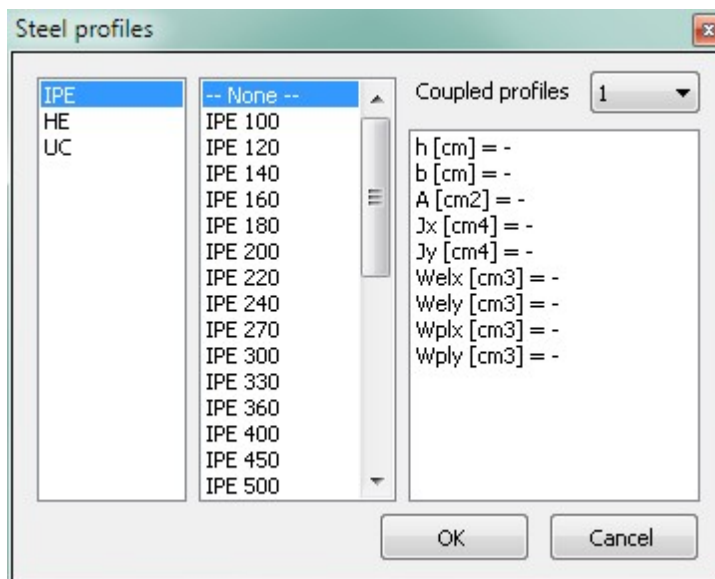 Steel profiles
x
IPE
HE
UC
-- None --
IPE 100
IPE 120
IPE 140
IPE 160
IPE 180
IPE 200
IPE 220
IPE 240
IPE 270
IPE 300
IPE 330
IPE 360
IPE 400
IPE 450
IPE 500
Coupled profiles 1
h [cm] = -
b [cm] = -
A [cm2] = -
Jx [cm4] = -
Jy [cm4] = -
Welx [cm3] = -
Wely [cm3] = -
Wplx [cm3] = -
Wply [cm3] = -
OK Cancel